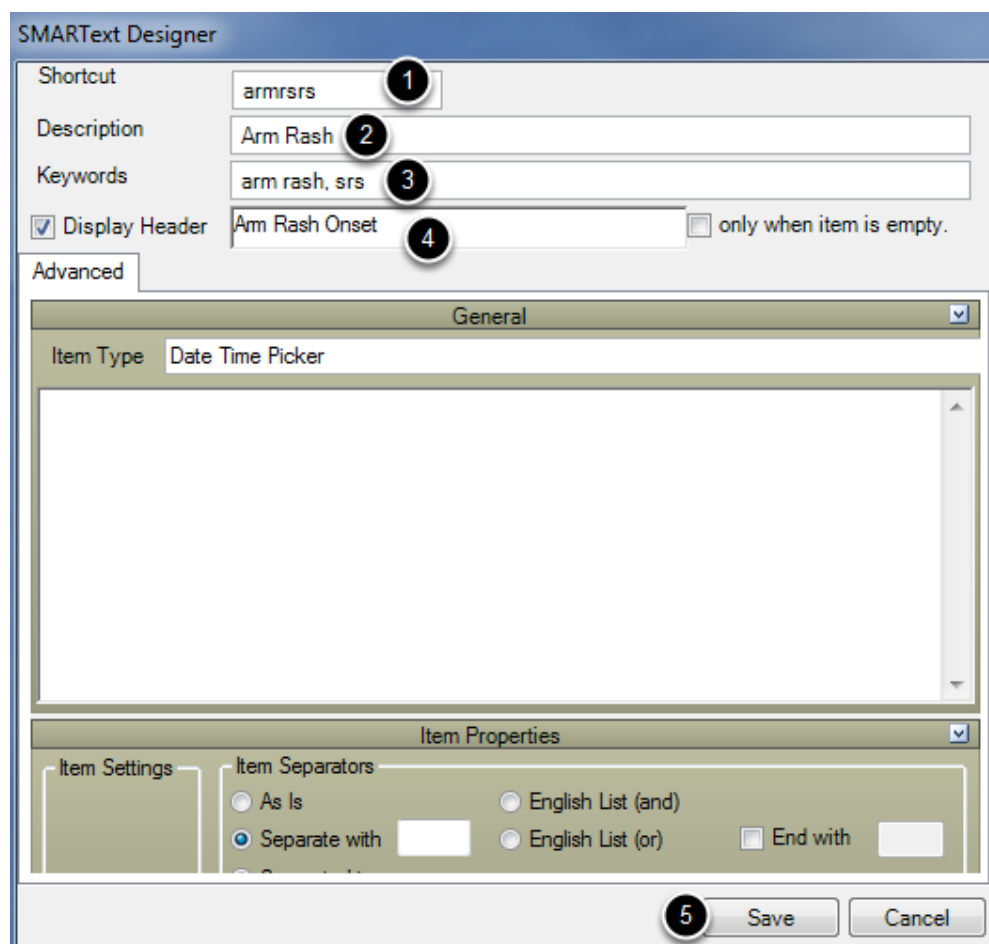 SMARText Designer
Shortcut armrsrs 1
Description Arm Rash 2
Keywords arm rash, srs 3
Display Header Arm Rash Onset 4 only when item is empty.
Advanced
General
Item Type Date Time Picker
Item Properties
Item Settings Item Separators
As Is English List (and)
Separate with English List (or) End with
5 Save Cancel